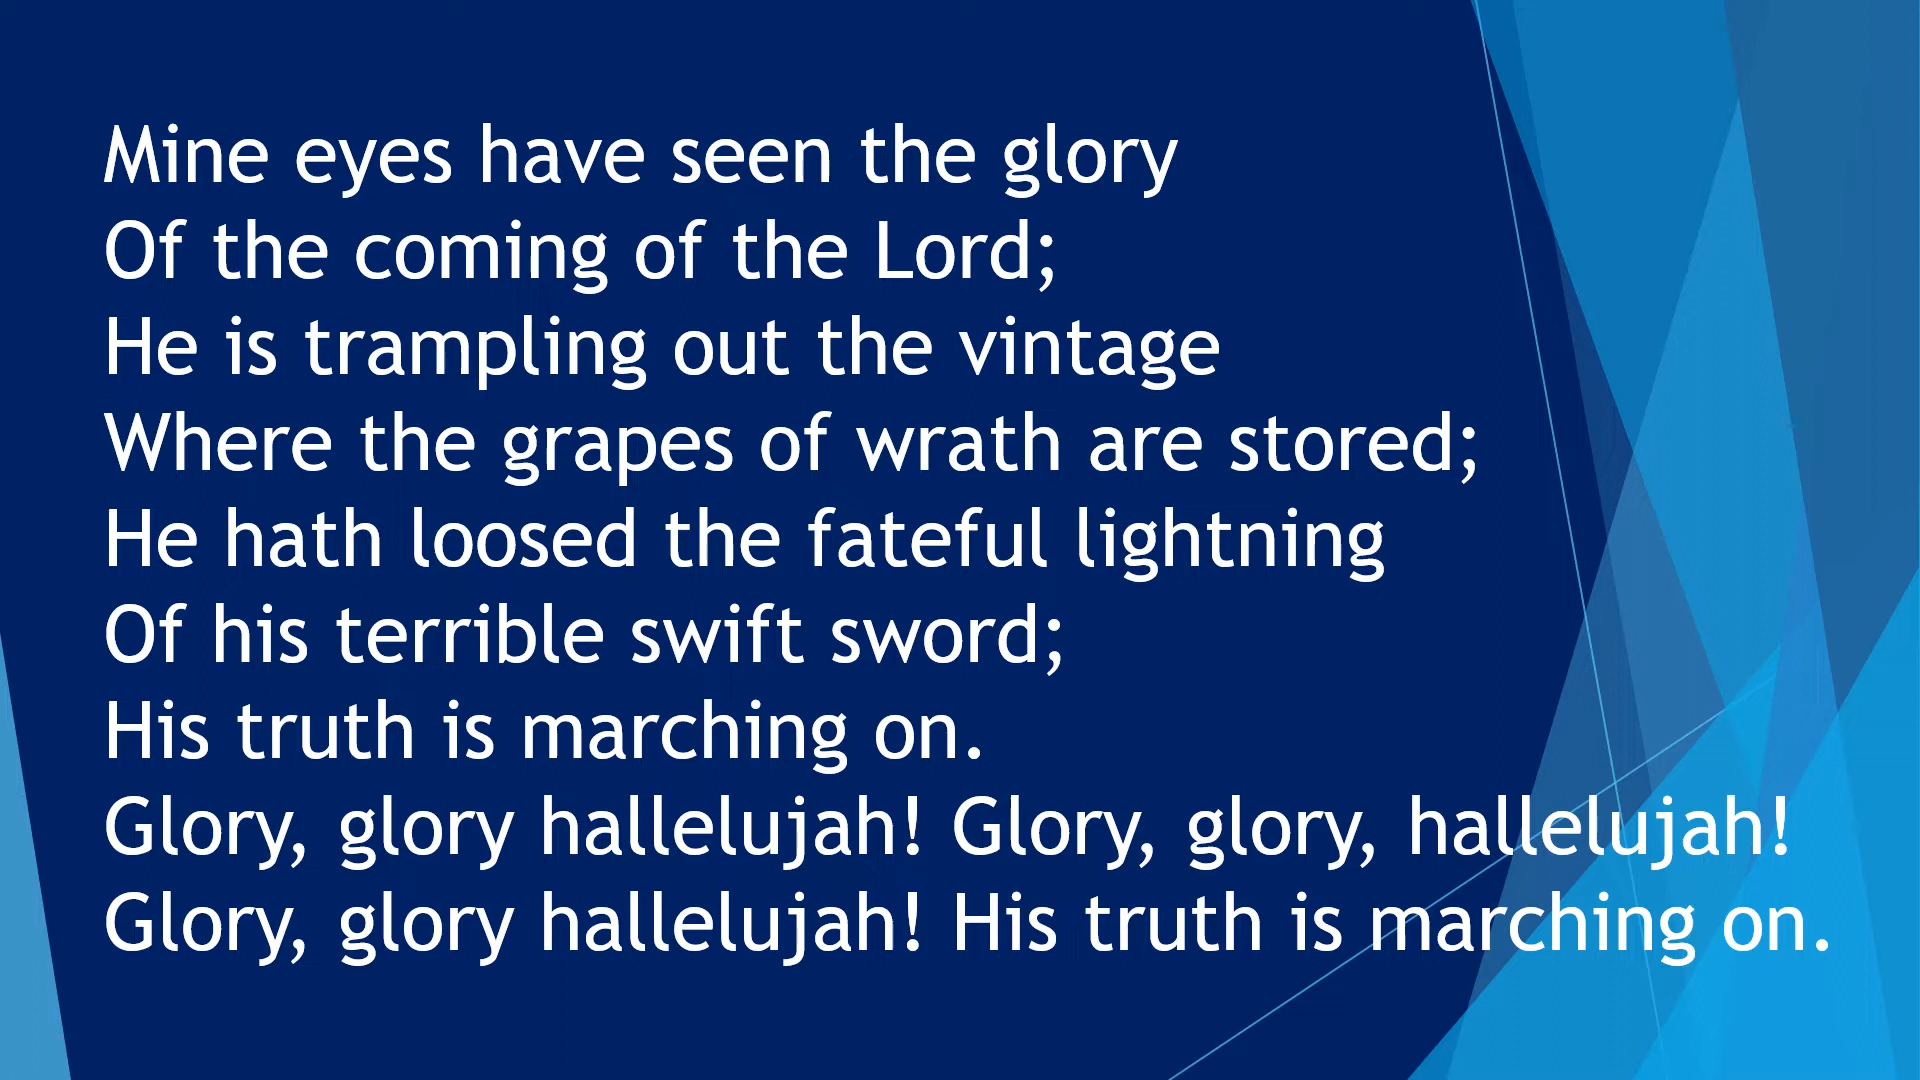 Mine eyes have seen the glory
Of the coming of the Lord;
He is trampling out the vintage
Where the grapes of wrath are stored;
He hath loosed the fateful lightning
Of his terrible swift sword;
His truth is marching on.
Glory, glory hallelujah! Glory, glory, hallelujah!
Glory, glory hallelujah! His truth is marching on.